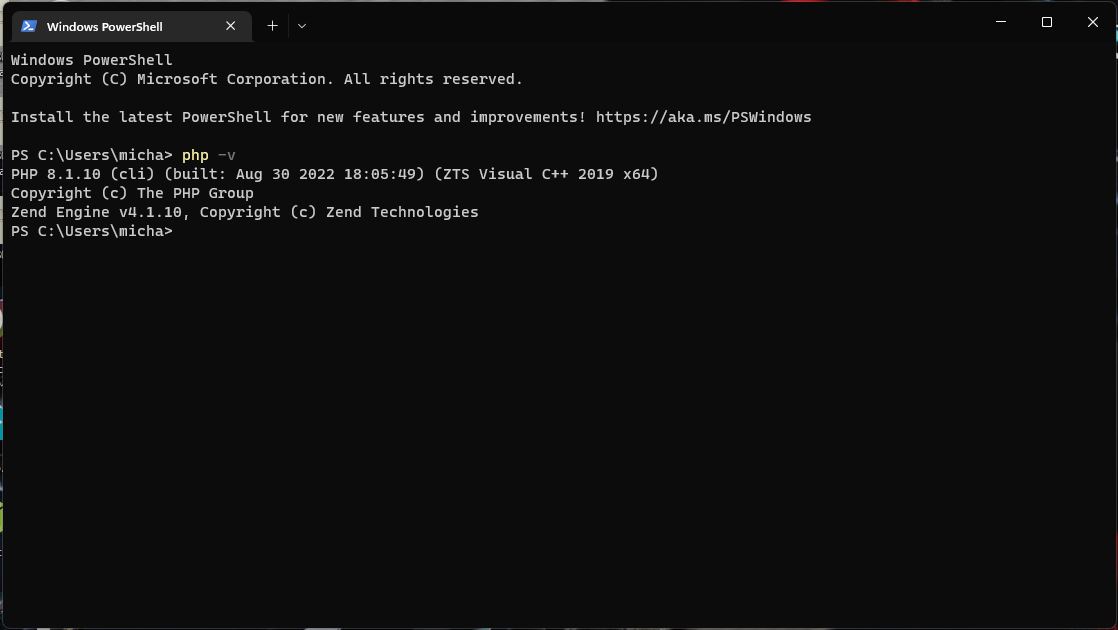 Windows PowerShell
Windows PowerShell
Copyright (C) Microsoft Corporation. All rights reserved.
Install the latest PowerShell for new features and improvements! https://aka.ms/PSWindows
PS C:\Users\micha> php -v
PHP 8.1.10 (cli) (built: Aug 30 2022 18:05:49) (ZTS Visual C++ 2019 x64)
Copyright (c) The PHP Group
Zend Engine v4.1.10, Copyright (c) Zend Technologies
PS C:\Users\micha>